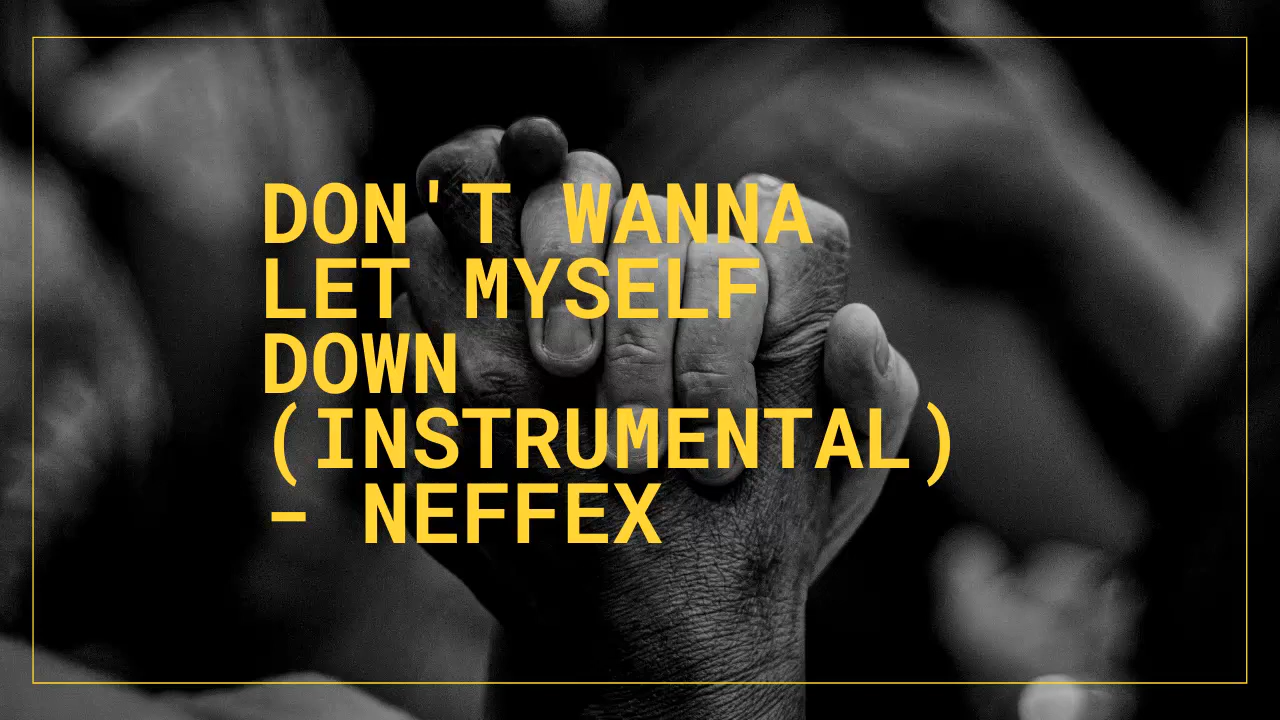 DON'T WANNA
LET MYSELF
DOWN
(INSTRUMENTAL)
- NEFFEX